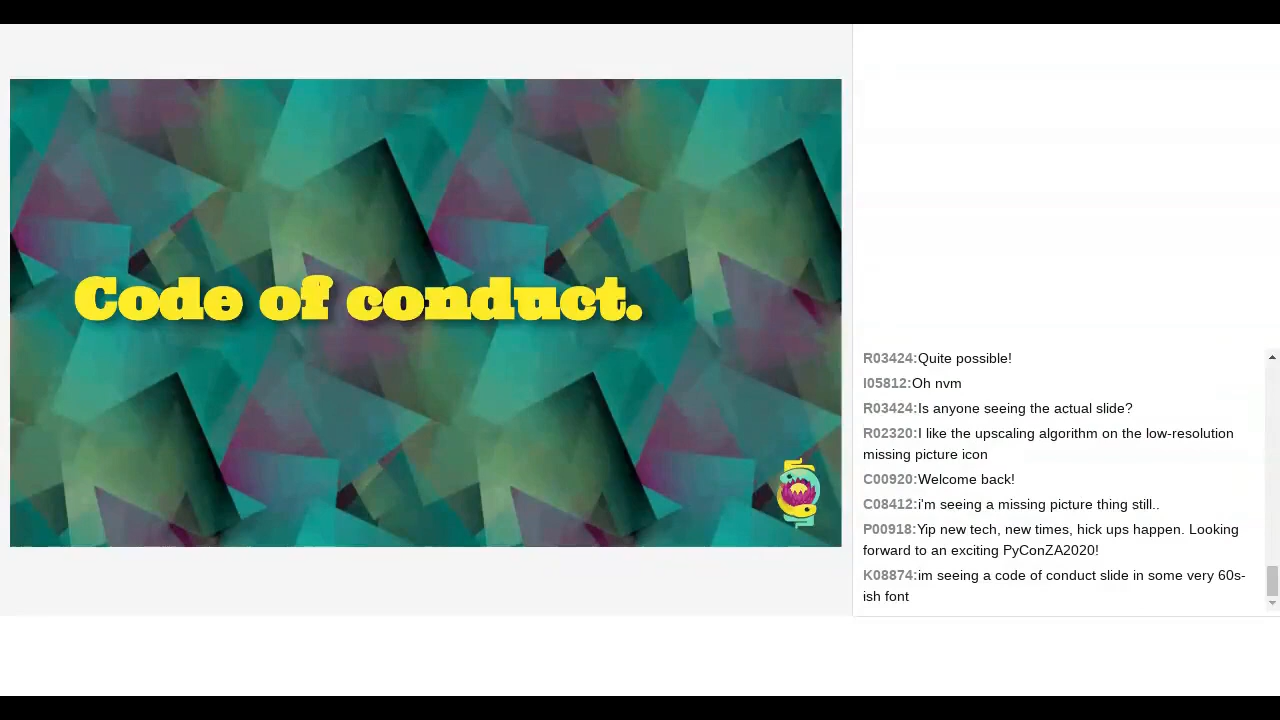 Code of conduct.
R03424:Quite possible!
I05812:Oh nvm
R03424:Is anyone seeing the actual slide?
R02320:I like the upscaling algorithm on the low-resolution
missing picture icon
C00920:Welcome back!
C08412:i'm seeing a missing picture thing still..
P00918:Yip new tech, new times, hick ups happen. Looking
forward to an exciting PyConZA2020!
K08874:im seeing a code of conduct slide in some very 60s-
ish font